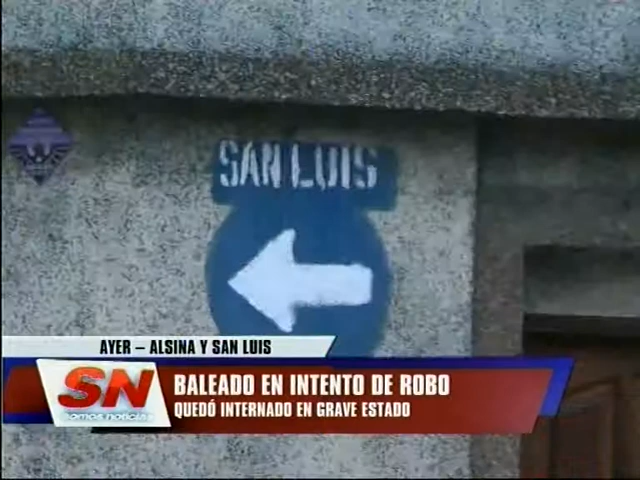 SAN LUIS
AYER – ALSINA Y SAN LUIS
SN
somos noticias
BALEADO EN INTENTO DE ROBO
QUEDÓ INTERNADO EN GRAVE ESTADO